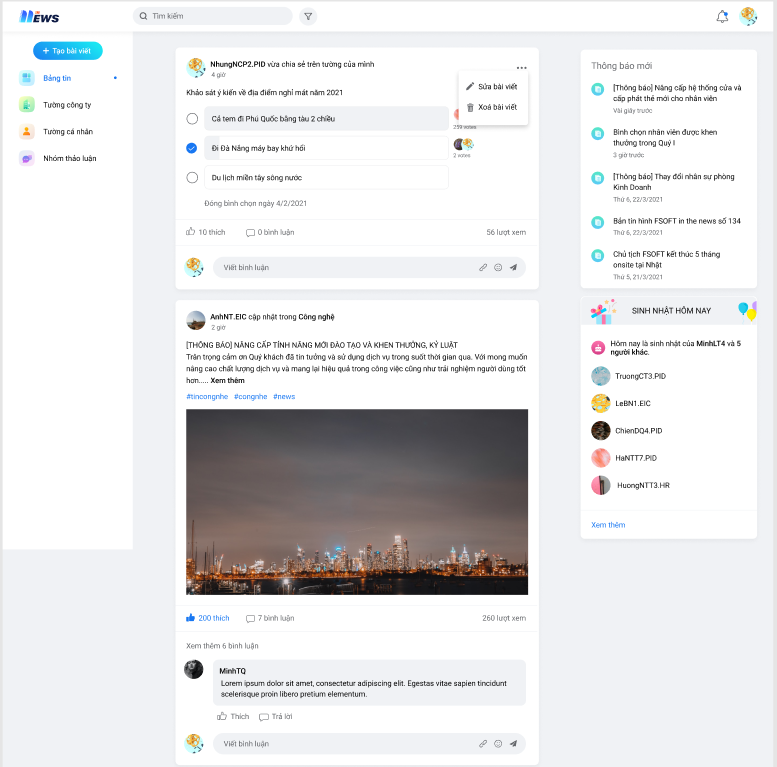 NEWS
Tìm kiếm
+ Tạo bài viết
Bảng tin
Tường công ty
Tường cá nhân
Nhóm thảo luận
NhungNCP2.PID vừa chia sẻ trên tường của mình
4 giờ
Sửa bài viết
Xoá bài viết
Khảo sát ý kiến về địa điểm nghỉ mát năm 2021
Cả team đi Phú Quốc bằng tàu 2 chiều
259 votes
Đi Đà Nẵng máy bay khứ hồi
2 votes
Du lịch miền tây sông nước
Đóng bình chọn ngày 4/2/2021
10 thích
0 bình luận
56 lượt xem
Viết bình luận
AnhNT.EIC cập nhật trong Công nghệ
2 giờ
[THÔNG BÁO] NÂNG CẤP TÍNH NĂNG MỚI ĐÀO TẠO VÀ KHEN THƯỞNG, KỶ LUẬT
Trân trọng cảm ơn Quý khách đã tin tưởng và sử dụng dịch vụ trong suốt thời gian qua. Với mong muốn
nâng cao chất lượng dịch vụ và mang lại hiệu quả trong công việc cũng như trải nghiệm người dùng tốt
hơn..... Xem thêm
#tincongnhe #congnhe #news
200 thích
7 bình luận
260 lượt xem
Xem thêm 6 bình luận
MinhTQ
Lorem ipsum dolor sit amet, consectetur adipiscing elit. Egestas vitae sapien tincidunt
scelerisque proin libero pretium elementum.
Thích
Trả lời
Viết bình luận
Thông báo mới
[Thông báo] Nâng cấp hệ thống cửa và
cấp phát thẻ mới cho nhân viên
Vài giây trước
Bình chọn nhân viên được khen
thưởng trong Quý I
3 giờ trước
[Thông báo] Thay đổi nhân sự phòng
Kinh Doanh
Thứ 6, 22/3/2021
Bản tin hình FSOFT in the news số 134
Thứ 6, 22/3/2021
Chủ tịch FSOFT kết thúc 5 tháng
onsite tại Nhật
Thứ 5, 21/3/2021
SINH NHẬT HÔM NAY
Hôm nay là sinh nhật của MinhLT4 và 5
người khác.
TruongCT3.PID
LeBN1.EIC
ChienDQ4.PID
HaNTT7.PID
HuongNTT3.HR
Xem thêm